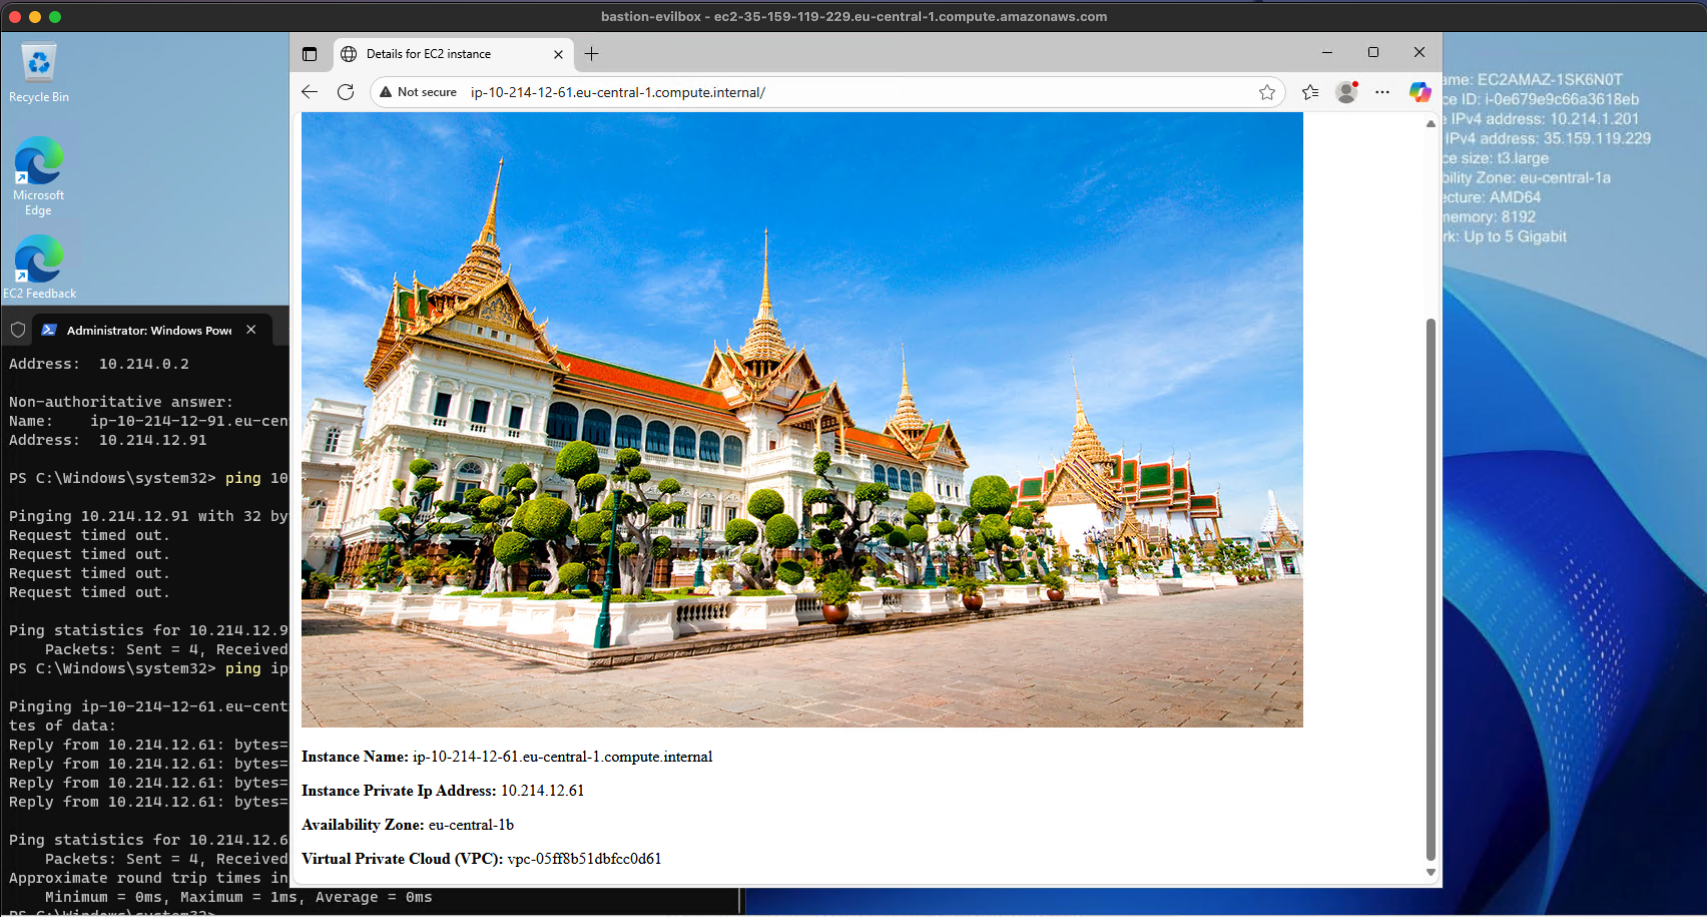 bastion-evilbox - ec2-35-159-119-229.eu-central-1.compute.amazonaws.com
Recycle Bin
Microsoft
Edge
EC2 Feedback
Details for EC2 instance
Not secure ip-10-214-12-61.eu-central-1.compute.internal/
ame: EC2AMAZ-1SK6N0T
ce ID: i-0e679e9c66a3618eb
e IPv4 address: 10.214.1.201
IPv4 address: 35.159.119.229
ce size: t3.large
bility Zone: eu-central-1a
ecture: AMD64
memory: 8192
rk: Up to 5 Gigabit
Administrator: Windows Powe
Address:  10.214.0.2
Non-authoritative answer:
Name:    ip-10-214-12-91.eu-cen
Address:  10.214.12.91
PS C:\Windows\system32> ping 10
Pinging 10.214.12.91 with 32 by
Request timed out.
Request timed out.
Request timed out.
Request timed out.
Ping statistics for 10.214.12.9
    Packets: Sent = 4, Received
PS C:\Windows\system32> ping ip
Pinging ip-10-214-12-61.eu-cent
tes of data:
Reply from 10.214.12.61: bytes=
Reply from 10.214.12.61: bytes=
Reply from 10.214.12.61: bytes=
Reply from 10.214.12.61: bytes=
Ping statistics for 10.214.12.6
    Packets: Sent = 4, Received
Approximate round trip times in
    Minimum = 0ms, Maximum = 1ms, Average = 0ms
PS C:\Windows\system32>
Instance Name: ip-10-214-12-61.eu-central-1.compute.internal
Instance Private Ip Address: 10.214.12.61
Availability Zone: eu-central-1b
Virtual Private Cloud (VPC): vpc-05ff8b51dbfcc0d61